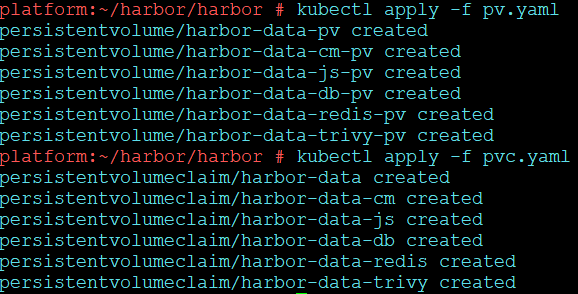 platform:~/harbor/harbor # kubectl apply -f pv.yaml
persistentvolume/harbor-data-pv created
persistentvolume/harbor-data-cm-pv created
persistentvolume/harbor-data-js-pv created
persistentvolume/harbor-data-db-pv created
persistentvolume/harbor-data-redis-pv created
persistentvolume/harbor-data-trivy-pv created
platform:~/harbor/harbor # kubectl apply -f pvc.yaml
persistentvolumeclaim/harbor-data created
persistentvolumeclaim/harbor-data-cm created
persistentvolumeclaim/harbor-data-js created
persistentvolumeclaim/harbor-data-db created
persistentvolumeclaim/harbor-data-redis created
persistentvolumeclaim/harbor-data-trivy created